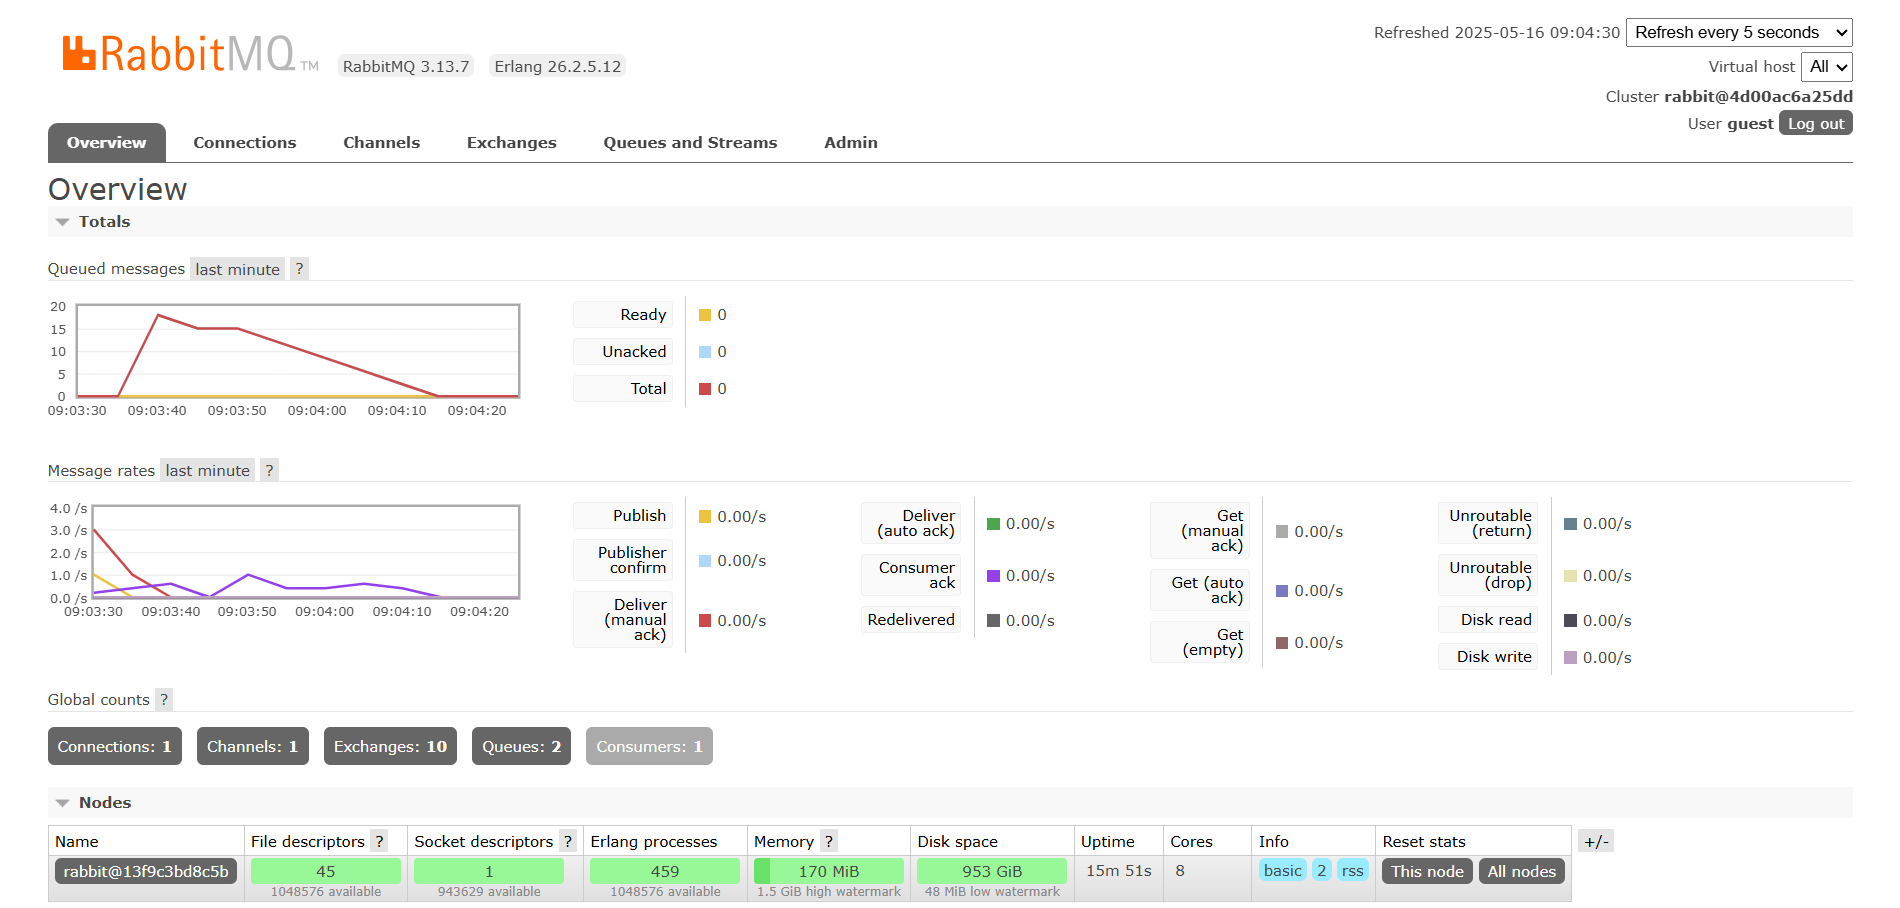 RabbitMQ TM
RabbitMQ 3.13.7
Erlang 26.2.5.12
Refreshed 2025-05-16 09:04:30
Refresh every 5 seconds
Virtual host All
Cluster rabbit@4d00ac6a25dd
User guest Log out
Overview Connections Channels Exchanges Queues and Streams Admin
Overview
Totals
Queued messages last minute ?
20
15
10
5
0
09:03:30 09:03:40 09:03:50 09:04:00 09:04:10 09:04:20
Ready 0
Unacked 0
Total 0
Message rates last minute ?
4.0 /s
3.0 /s
2.0 /s
1.0 /s
0.0 /s
09:03:30 09:03:40 09:03:50 09:04:00 09:04:10 09:04:20
Publish 0.00/s
Publisher
confirm 0.00/s
Deliver
(manual
ack) 0.00/s
Deliver
(auto ack) 0.00/s
Consumer
ack 0.00/s
Redelivered 0.00/s
Get
(manual
ack) 0.00/s
Get (auto
ack) 0.00/s
Get
(empty) 0.00/s
Unroutable
(return) 0.00/s
Unroutable
(drop) 0.00/s
Disk read 0.00/s
Disk write 0.00/s
Global counts ?
Connections: 1 Channels: 1 Exchanges: 10 Queues: 2 Consumers: 1
Nodes
Name File descriptors ? Socket descriptors ? Erlang processes Memory ? Disk space Uptime Cores Info Reset stats +/-
rabbit@13f9c3bd8c5b 45 1 459 170 MiB 953 GiB 15m 51s 8 basic 2 rss This node All nodes
1048576 available 943629 available 1048576 available 1.5 GiB high watermark 48 MiB low watermark